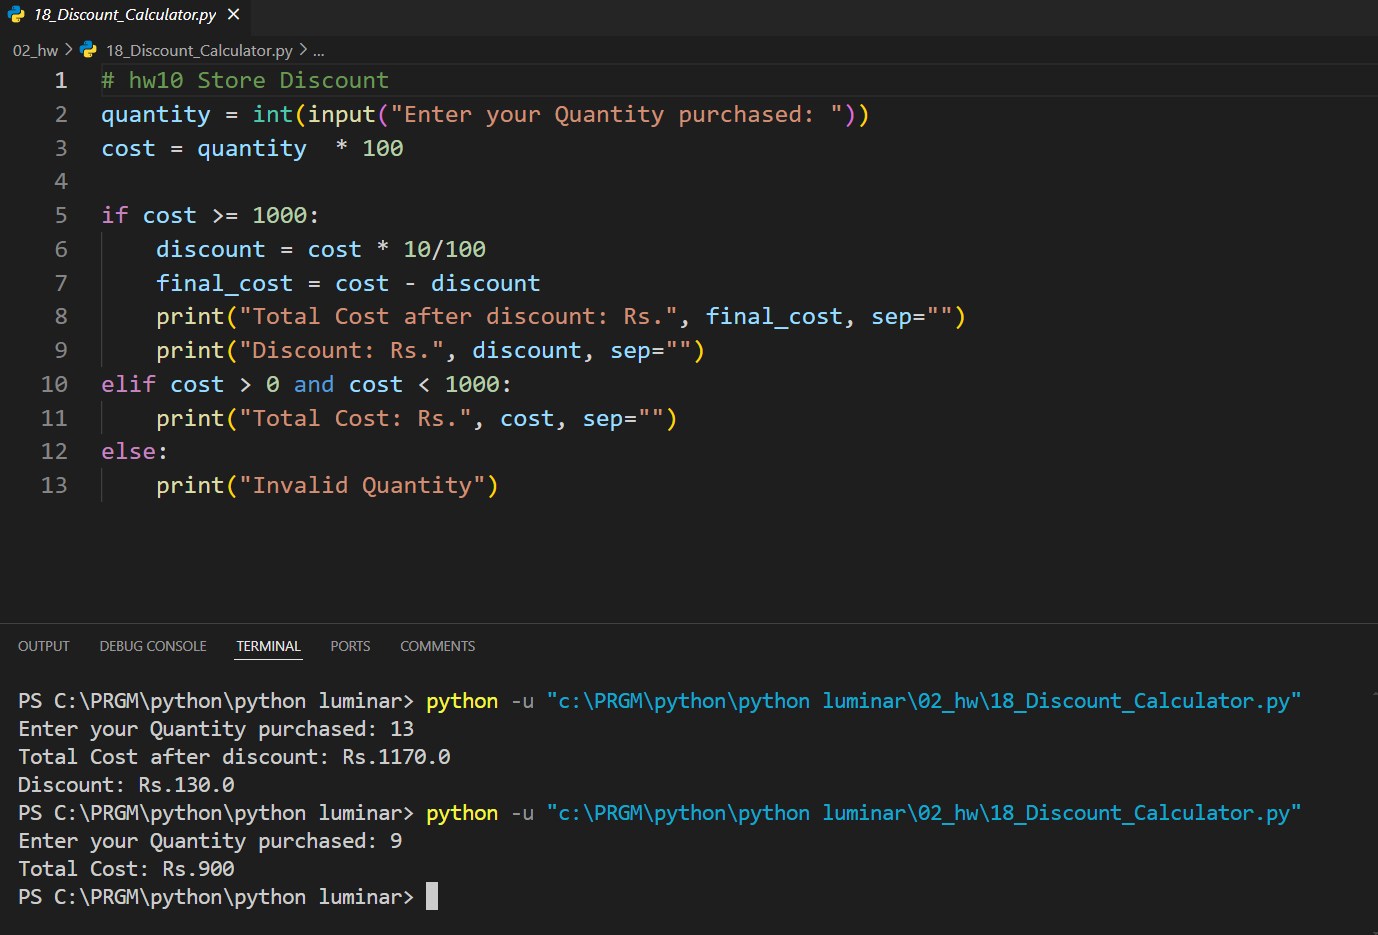 18_Discount_Calculator.py ×
02_hw > 18_Discount_Calculator.py > ...
1 # hw10 Store Discount
2 quantity = int(input("Enter your Quantity purchased: "))
3 cost = quantity  * 100
4
5 if cost >= 1000:
6     discount = cost * 10/100
7     final_cost = cost - discount
8     print("Total Cost after discount: Rs.", final_cost, sep="")
9     print("Discount: Rs.", discount, sep="")
10 elif cost > 0 and cost < 1000:
11     print("Total Cost: Rs.", cost, sep="")
12 else:
13     print("Invalid Quantity")
OUTPUT DEBUG CONSOLE TERMINAL PORTS COMMENTS
PS C:\PRGM\python\python luminar> python -u "c:\PRGM\python\python luminar\02_hw\18_Discount_Calculator.py"
Enter your Quantity purchased: 13
Total Cost after discount: Rs.1170.0
Discount: Rs.130.0
PS C:\PRGM\python\python luminar> python -u "c:\PRGM\python\python luminar\02_hw\18_Discount_Calculator.py"
Enter your Quantity purchased: 9
Total Cost: Rs.900
PS C:\PRGM\python\python luminar>